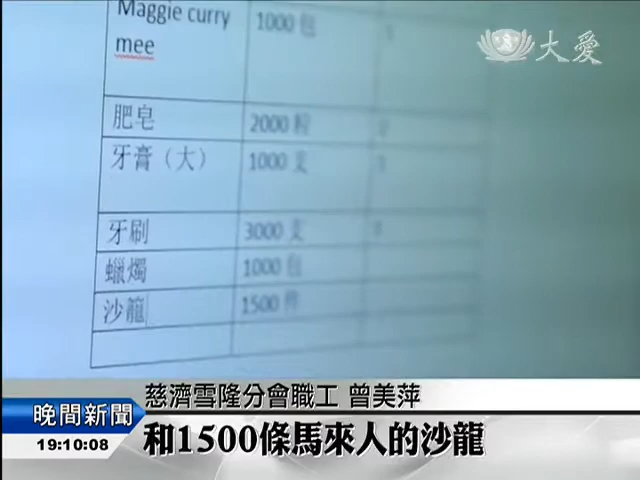 Maggie curry
mee
1000 包
大愛
肥皂
2000 粒
牙膏（大）
1000 支
牙刷
3000 支
蠟燭
1000 包
沙籠
1500 件
慈濟雪隆分會職工 曾美萍
晚間新聞
19:10:08
和1500條馬來人的沙龍